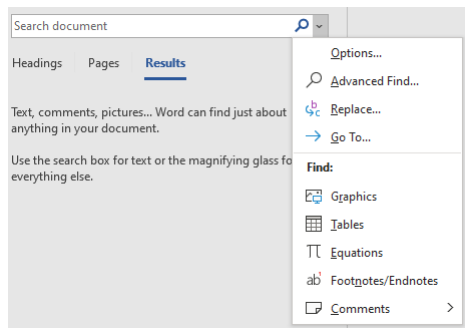 Search document
Headings Pages Results
Text, comments, pictures... Word can find just about
anything in your document.
Use the search box for text or the magnifying glass fo
everything else.
Options...
Advanced Find...
Replace...
Go To...
Find:
Graphics
Tables
Equations
Footnotes/Endnotes
Comments